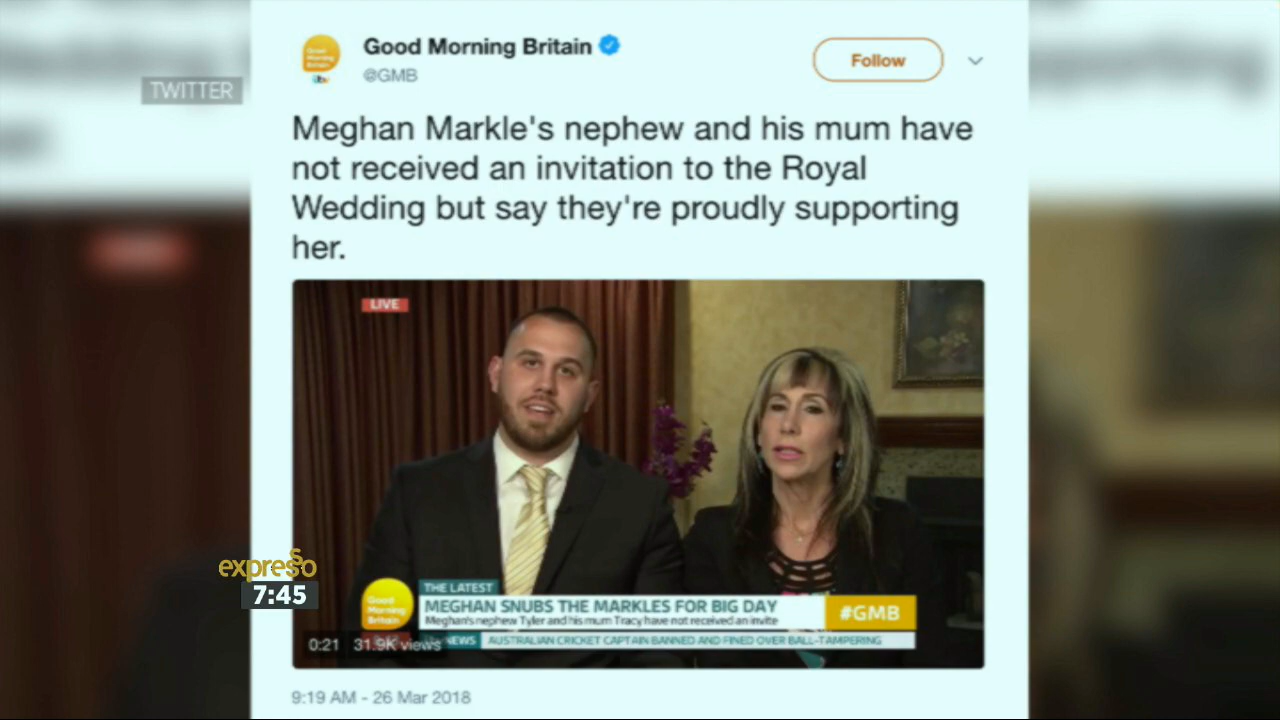 Good Morning Britain
@GMB
Follow
TWITTER
Meghan Markle's nephew and his mum have
not received an invitation to the Royal
Wedding but say they're proudly supporting
her.
LIVE
expresso
7:45
THE LATEST
MEGHAN SNUBS THE MARKLES FOR BIG DAY
Meghan's nephew Tyler and his mum Tracy have not received an invite
#GMB
Good
Morning
Britain
NEWS AUSTRALIAN CRICKET CAPTAIN BANNED AND FINED OVER BALL-TAMPERING
0:21 31.9K views
9:19 AM - 26 Mar 2018